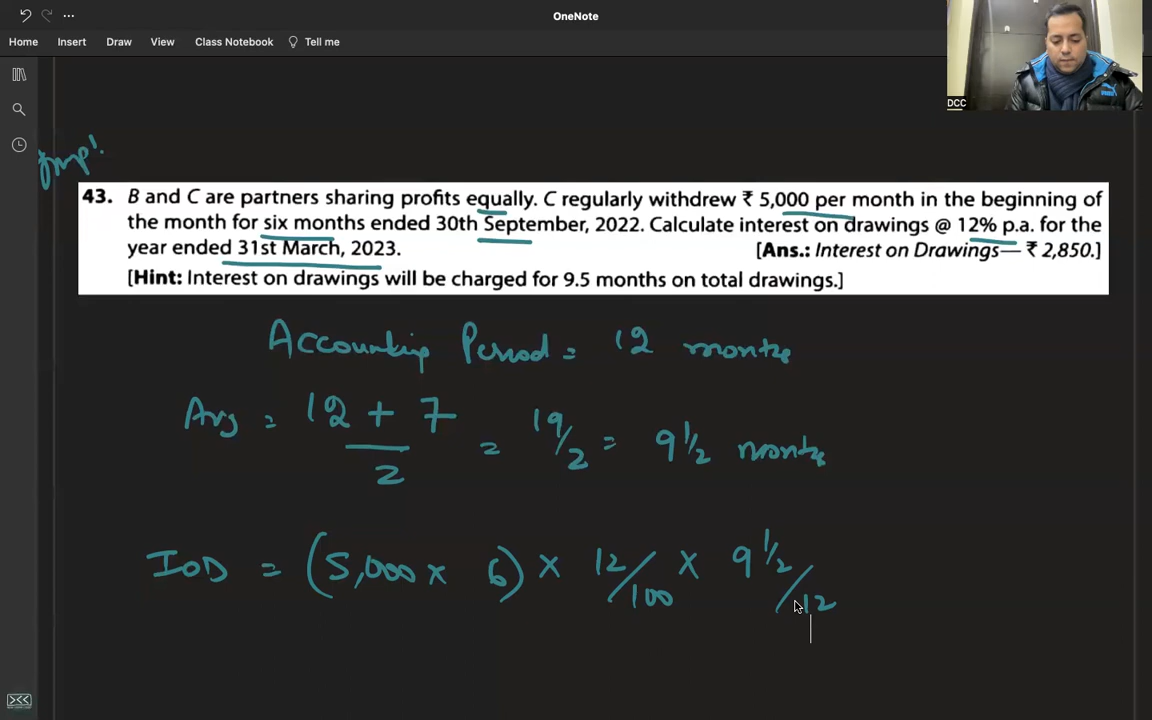 OneNote
Home Insert Draw View Class Notebook Tell me
DCC
Imp!
43. B and C are partners sharing profits equally. C regularly withdrew ₹ 5,000 per month in the beginning of
the month for six months ended 30th September, 2022. Calculate interest on drawings @ 12% p.a. for the
year ended 31st March, 2023. [Ans.: Interest on Drawings— ₹ 2,850.]
[Hint: Interest on drawings will be charged for 9.5 months on total drawings.]
Accounting Period = 12 months
Avg = 12 + 7 / 2 = 19/2 = 9 1/2 months
IOD = (5,000 × 6) × 12/100 × 9 1/2 /12